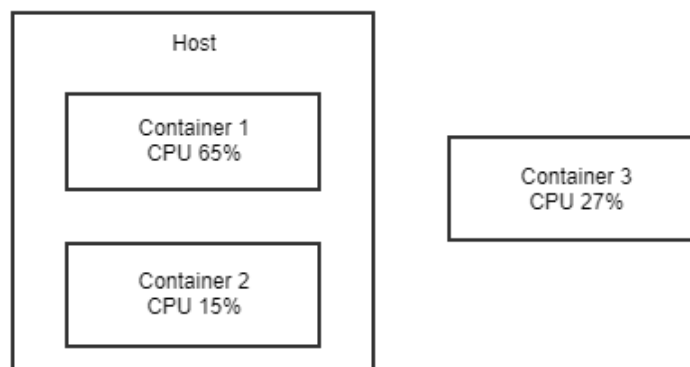 Host
Container 1
CPU 65%
Container 2
CPU 15%
Container 3
CPU 27%